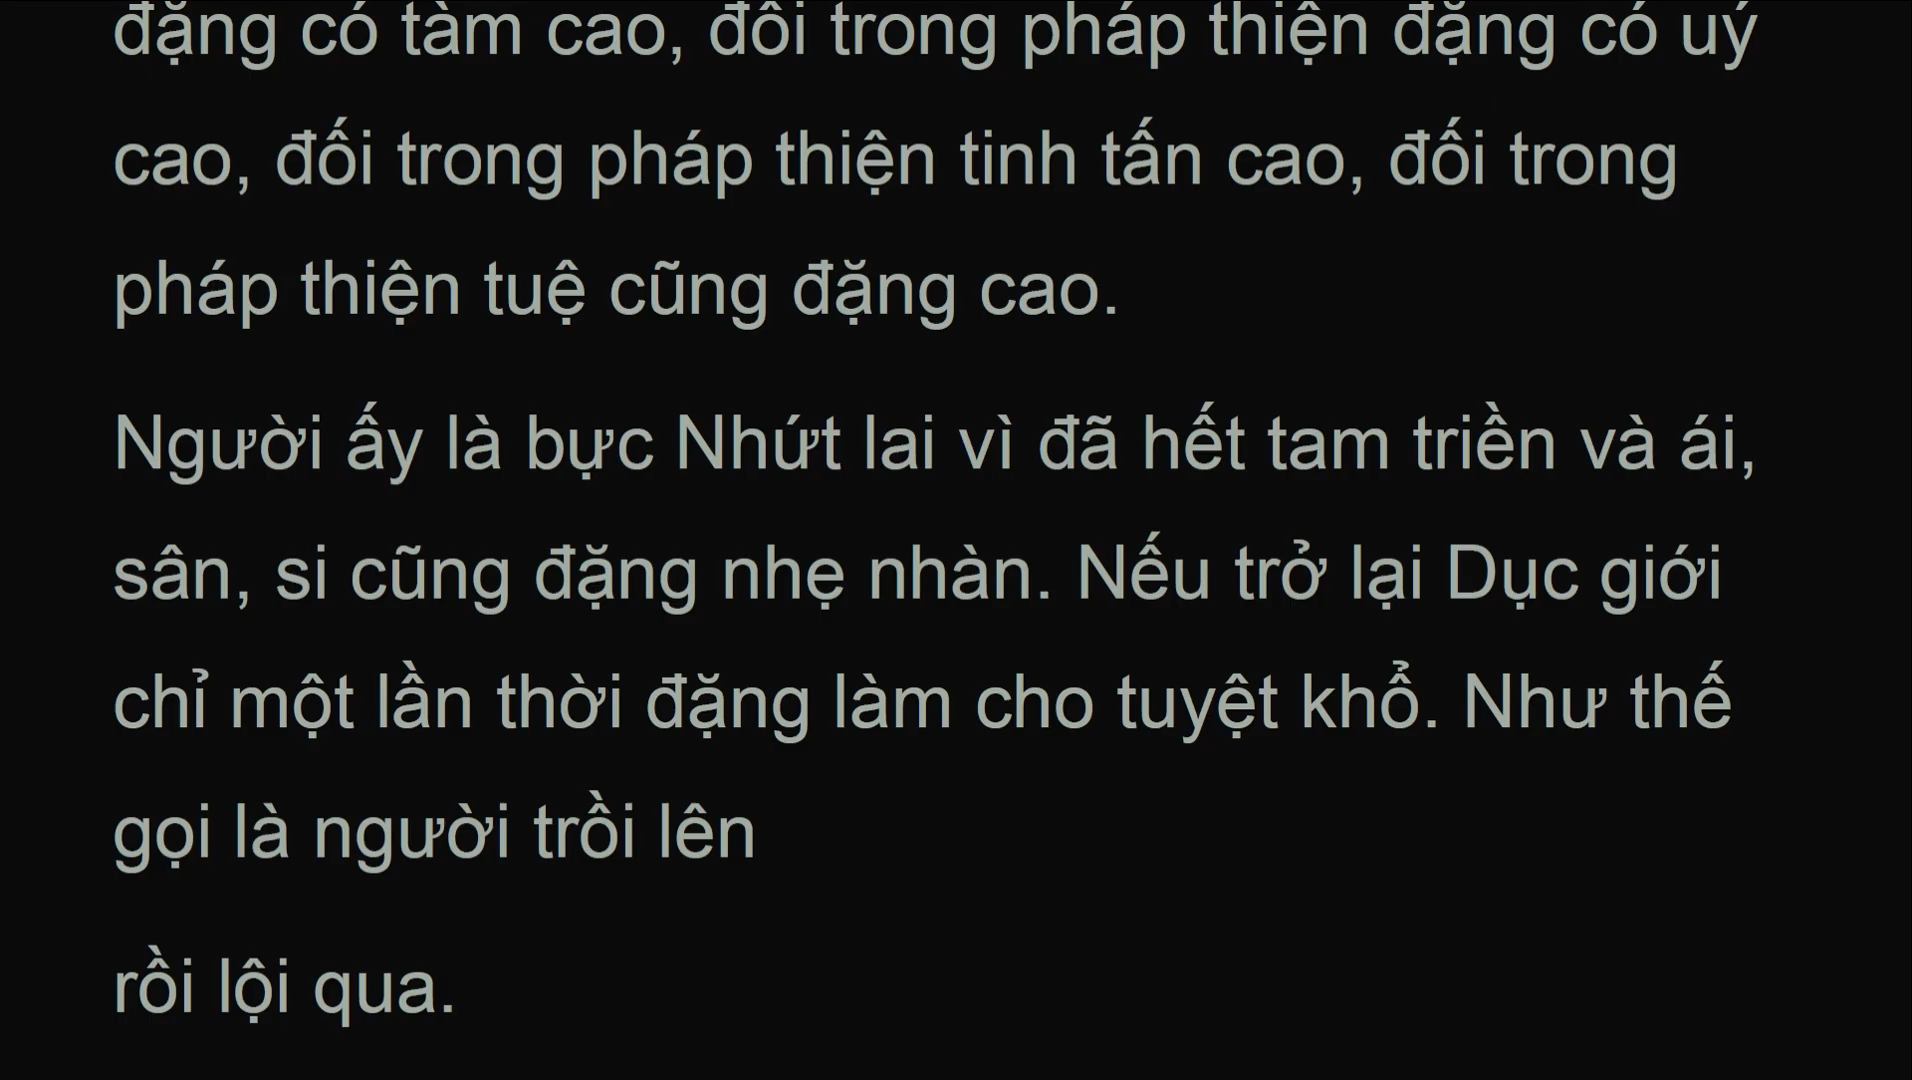 đặng có tàm cao, đối trong pháp thiện đặng có uý
cao, đối trong pháp thiện tinh tấn cao, đối trong
pháp thiện tuệ cũng đặng cao.
Người ấy là bực Nhứt lai vì đã hết tam triền và ái,
sân, si cũng đặng nhẹ nhàn. Nếu trở lại Dục giới
chỉ một lần thời đặng làm cho tuyệt khổ. Như thế
gọi là người trồi lên
rồi lội qua.